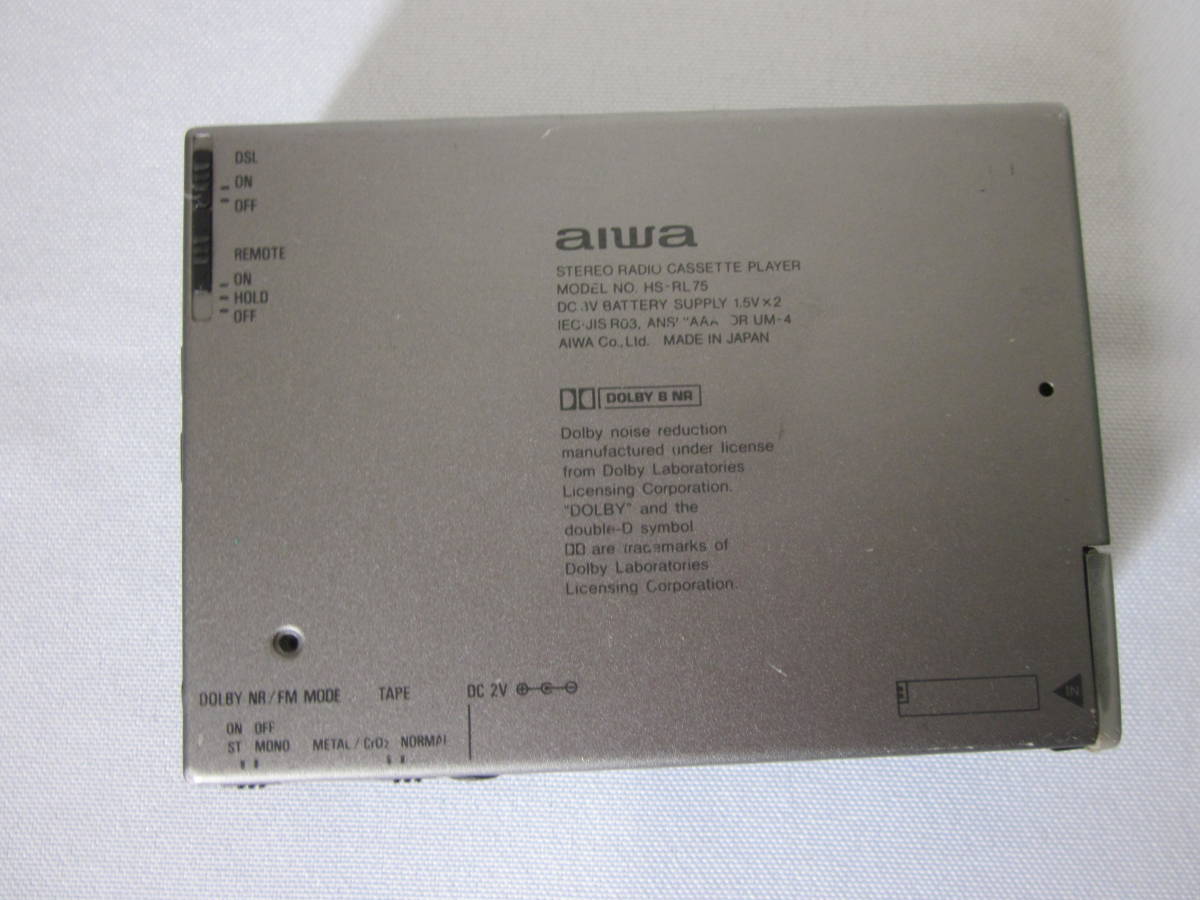 DSL
ON
OFF
REMOTE
ON
HOLD
OFF
aiwa
STEREO RADIO CASSETTE PLAYER
MODEL NO. HS-RL75
DC BATTERY SUPPLY 1.5V×2
IEC·JIS R03, UM-4
AIWA Co., Ltd. MADE IN JAPAN
DOLBY B NR
Dolby noise reduction
manufactured under license
from Dolby Laboratories
Licensing Corporation.
"DOLBY" and the
double-D symbol
are trademarks of
Dolby Laboratories
Licensing Corporation.
DOLBY NR/FM MODE TAPE DC 2V
ON OFF
ST MONO METAL/CrO₂ NORMAL
IN